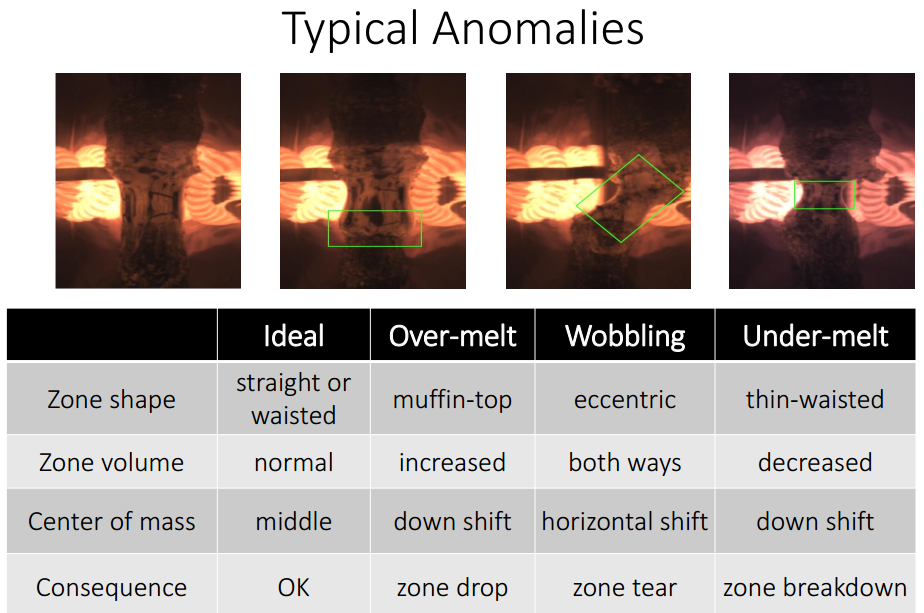 Typical Anomalies
Ideal Over-melt Wobbling Under-melt
Zone shape straight or waisted muffin-top eccentric thin-waisted
Zone volume normal increased both ways decreased
Center of mass middle down shift horizontal shift down shift
Consequence OK zone drop zone tear zone breakdown